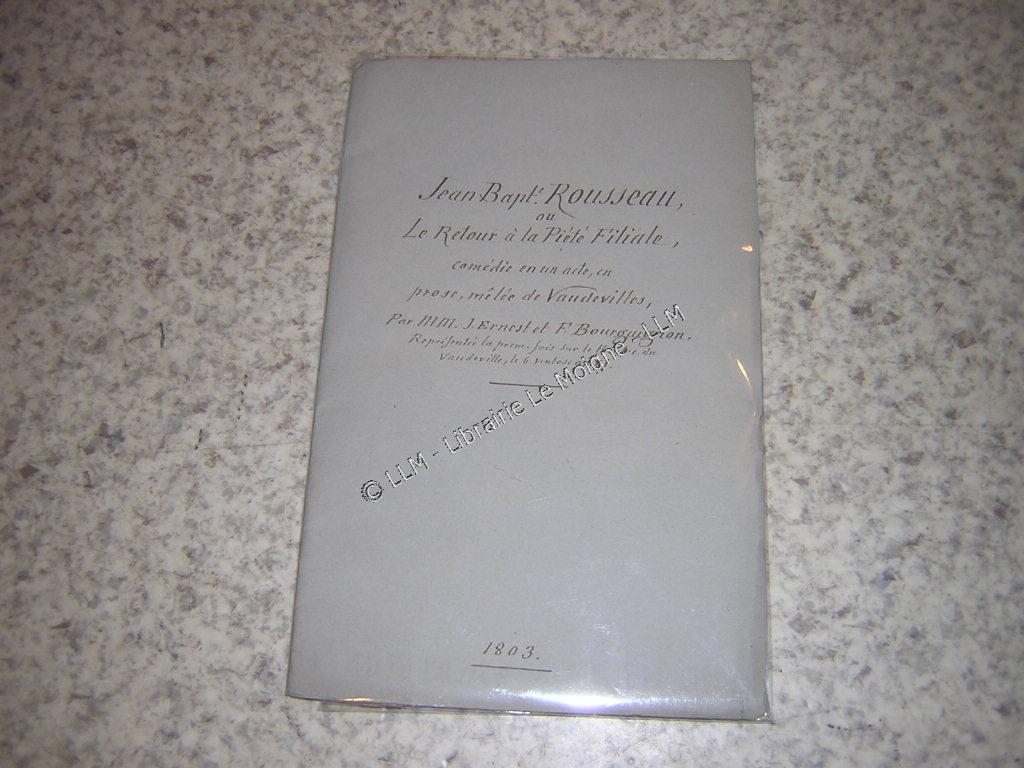 Jean Bapt.e Rousseau,
ou
Le Retour à la Piété Filiale,
comédie en un acte, en
prose, mêlée de Vaudevilles,
Par MM. J. Ernest et F. Bourguignon.
Représentée la prem. fois sur le du
Vaudeville, le 6 Ventose
© LLM - Librairie Le Moigne - LLM
1803.